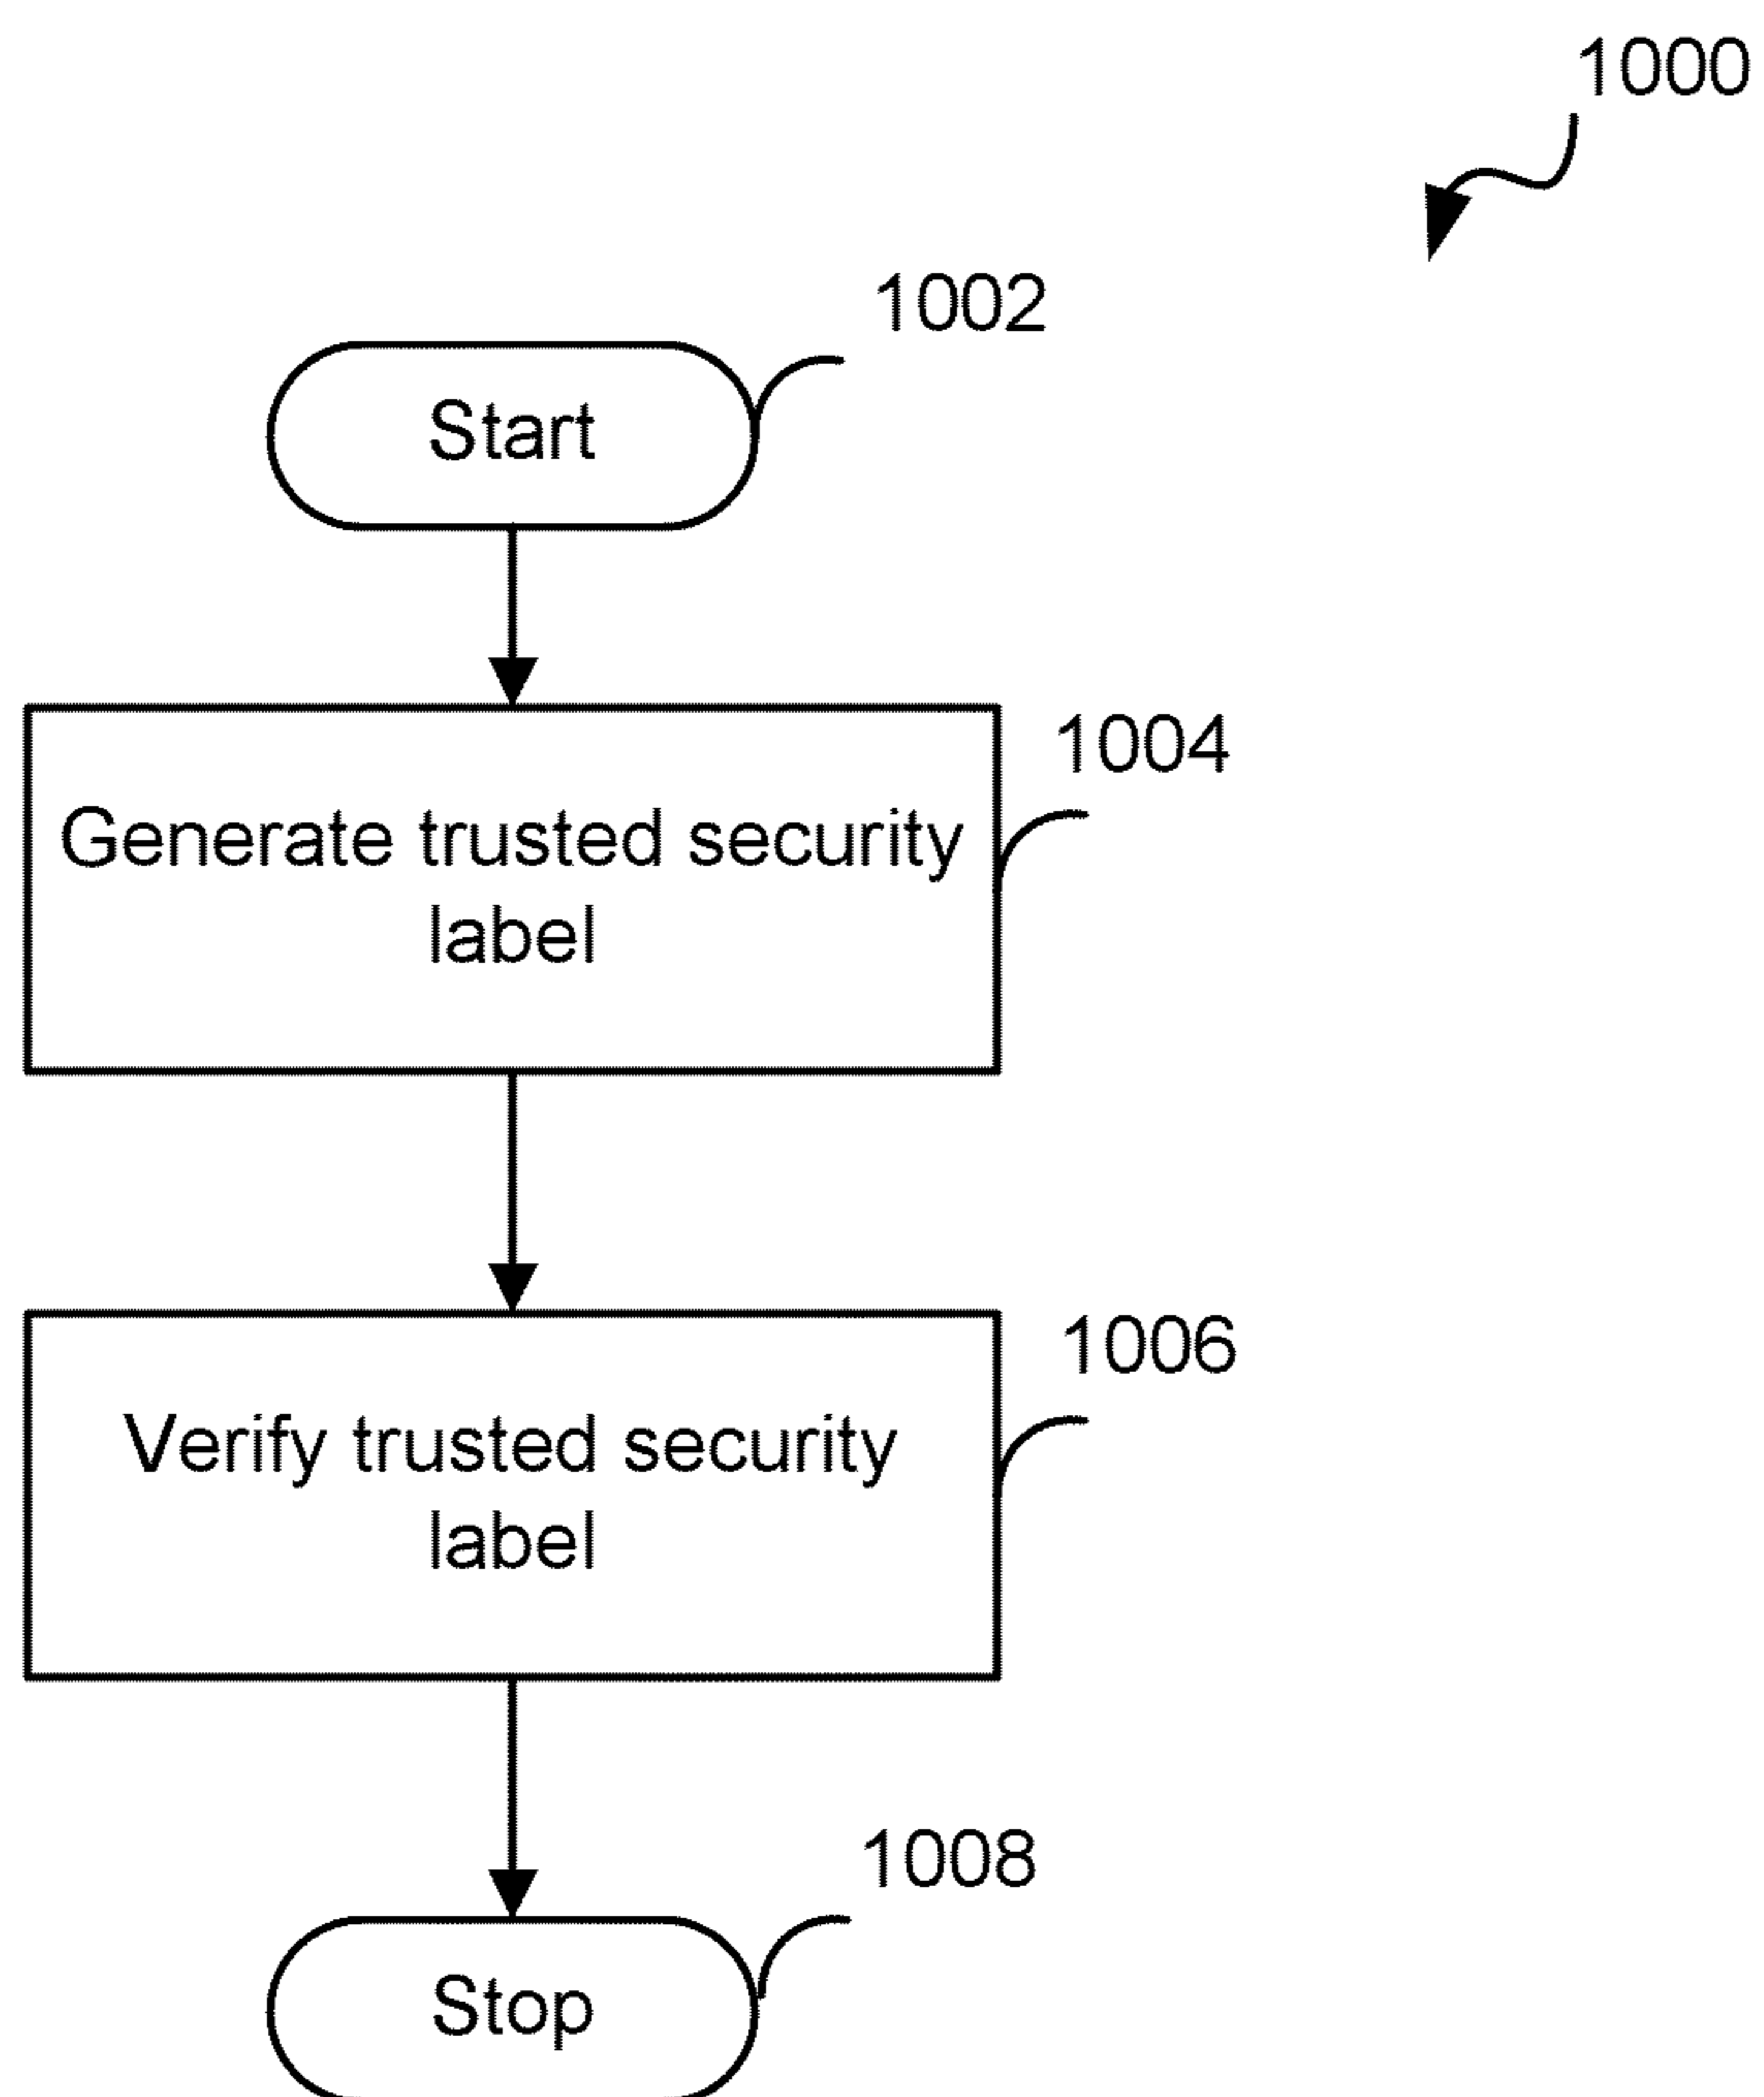 1000
1002
Start
1004
Generate trusted security
label
1006
Verify trusted security
label
1008
Stop